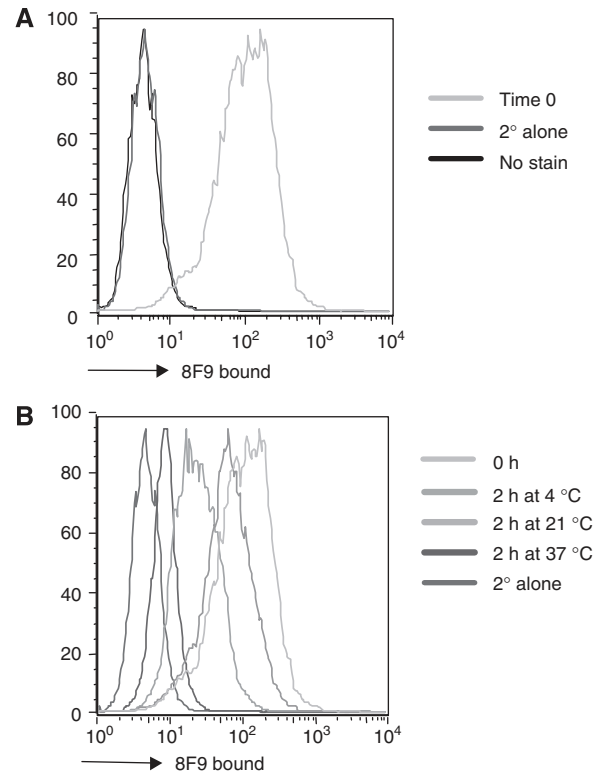 A
100
80
60
40
20
0
10⁰ 10¹ 10² 10³ 10⁴
8F9 bound
Time 0
2° alone
No stain
B
100
80
60
40
20
0
10⁰ 10¹ 10² 10³ 10⁴
8F9 bound
0 h
2 h at 4 °C
2 h at 21 °C
2 h at 37 °C
2° alone